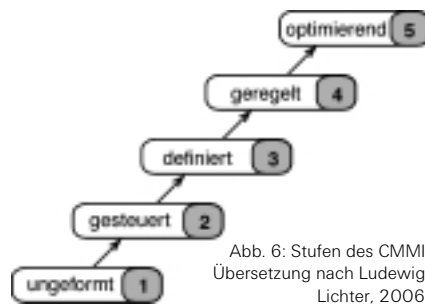 optimierend 5
geregelt 4
definiert 3
gesteuert 2
ungeformt 1
Abb. 6: Stufen des CMMI
Übersetzung nach Ludewig
Lichter, 2006